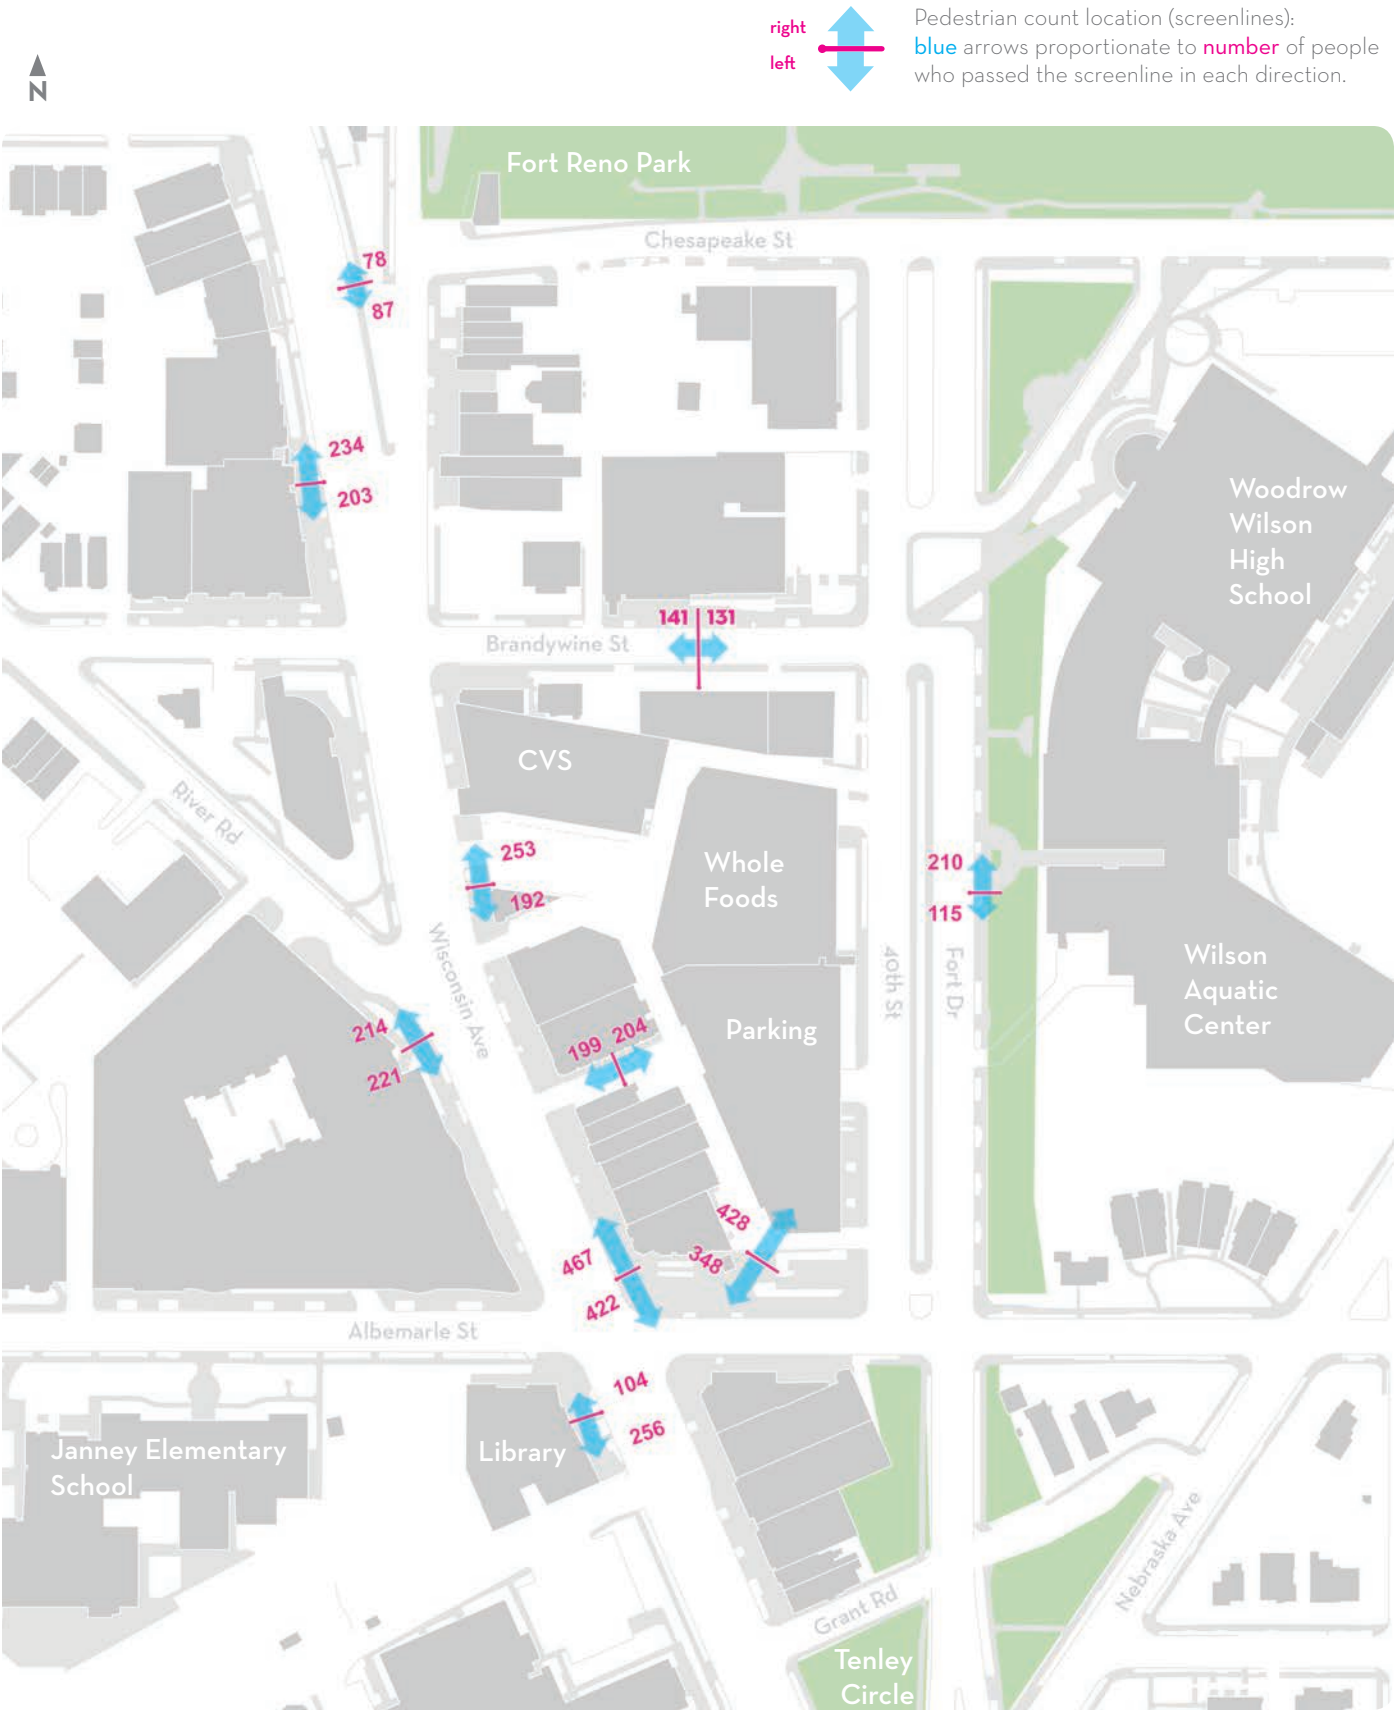 right
left
Pedestrian count location (screenlines):
blue arrows proportionate to number of people
who passed the screenline in each direction.
N
Fort Reno Park
Chesapeake St
78
87
234
203
Woodrow
Wilson
High
School
141 131
Brandywine St
CVS
River Rd
253
192
Whole
Foods
210
115
Wisconsin Ave
40th St
Fort Dr
Wilson
Aquatic
Center
214
221
199 204
Parking
428
348
467
422
Albemarle St
104
256
Janney Elementary
School
Library
Nebraska Ave
Grant Rd
Tenley
Circle